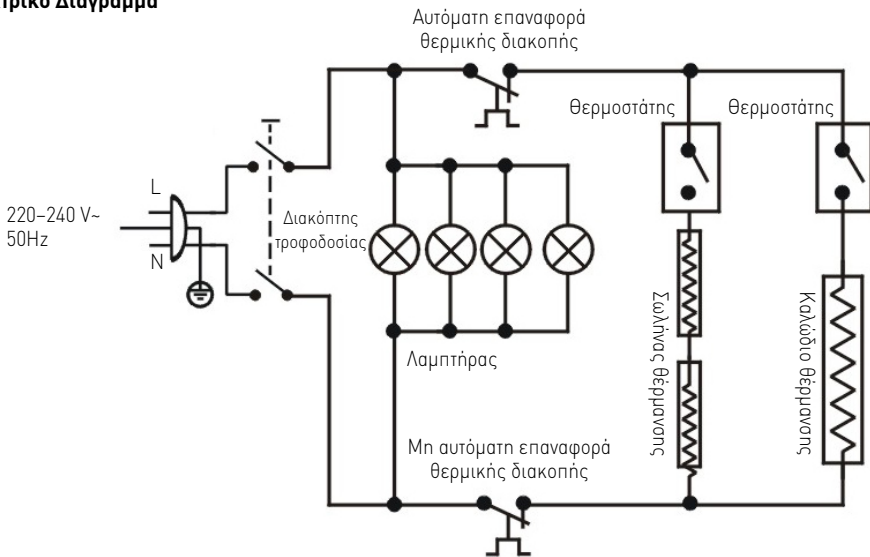 Διάγραμμα
Αυτόματη επαναφορά
θερμικής διακοπής
Θερμοστάτης
Θερμοστάτης
L
220–240 V~
50Hz
N
Διακόπτης
τροφοδοσίας
Λαμπτήρας
Σωλήνας θέρμανσης
Καλώδιο θέρμανσης
Μη αυτόματη επαναφορά
θερμικής διακοπής